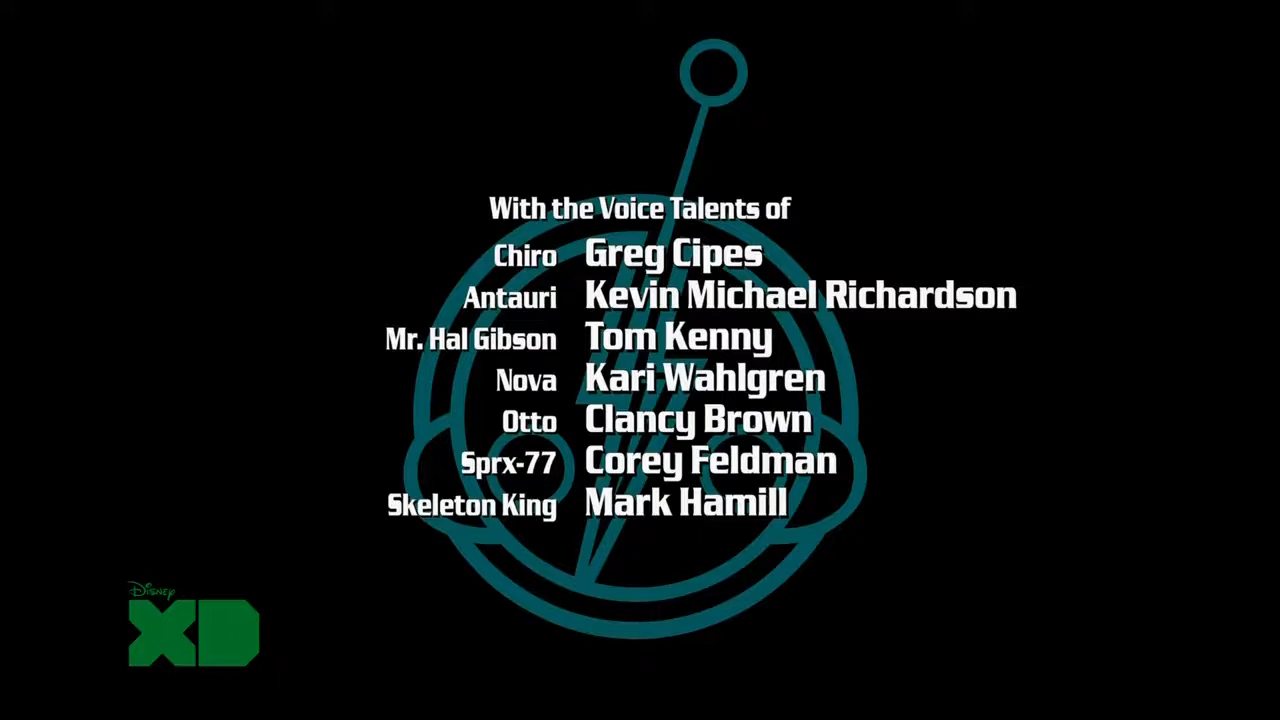 With the Voice Talents of
Chiro Greg Cipes
Antauri Kevin Michael Richardson
Mr. Hal Gibson Tom Kenny
Nova Kari Wahlgren
Otto Clancy Brown
Sprx-77 Corey Feldman
Skeleton King Mark Hamill
Disney
XD